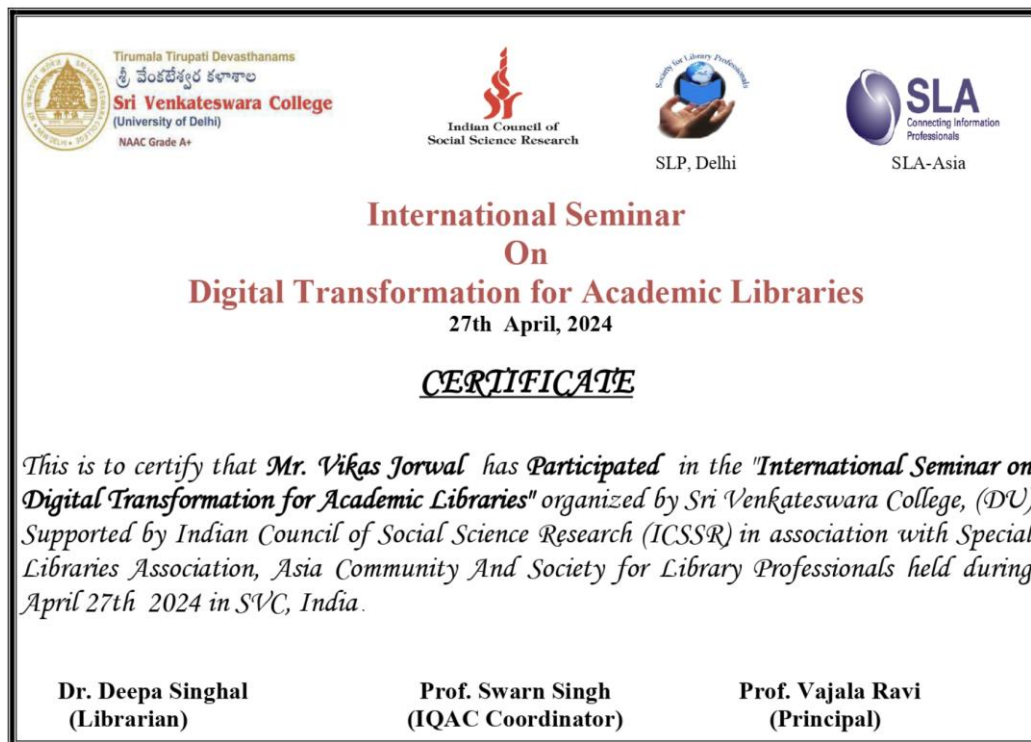 Tirumala Tirupati Devasthanams
శ్రీ వేంకటేశ్వర కళాశాల
Sri Venkateswara College
(University of Delhi)
NAAC Grade A+
Indian Council of
Social Science Research
Society for Library Professionals
SLP, Delhi
SLA
Connecting Information
Professionals
SLA-Asia
International Seminar
On
Digital Transformation for Academic Libraries
27th April, 2024
CERTIFICATE
This is to certify that Mr. Vikas Jorwal has Participated in the "International Seminar on
Digital Transformation for Academic Libraries" organized by Sri Venkateswara College, (DU)
Supported by Indian Council of Social Science Research (ICSSR) in association with Special
Libraries Association, Asia Community And Society for Library Professionals held during
April 27th 2024 in SVC, India.
Dr. Deepa Singhal
(Librarian)
Prof. Swarn Singh
(IQAC Coordinator)
Prof. Vajala Ravi
(Principal)